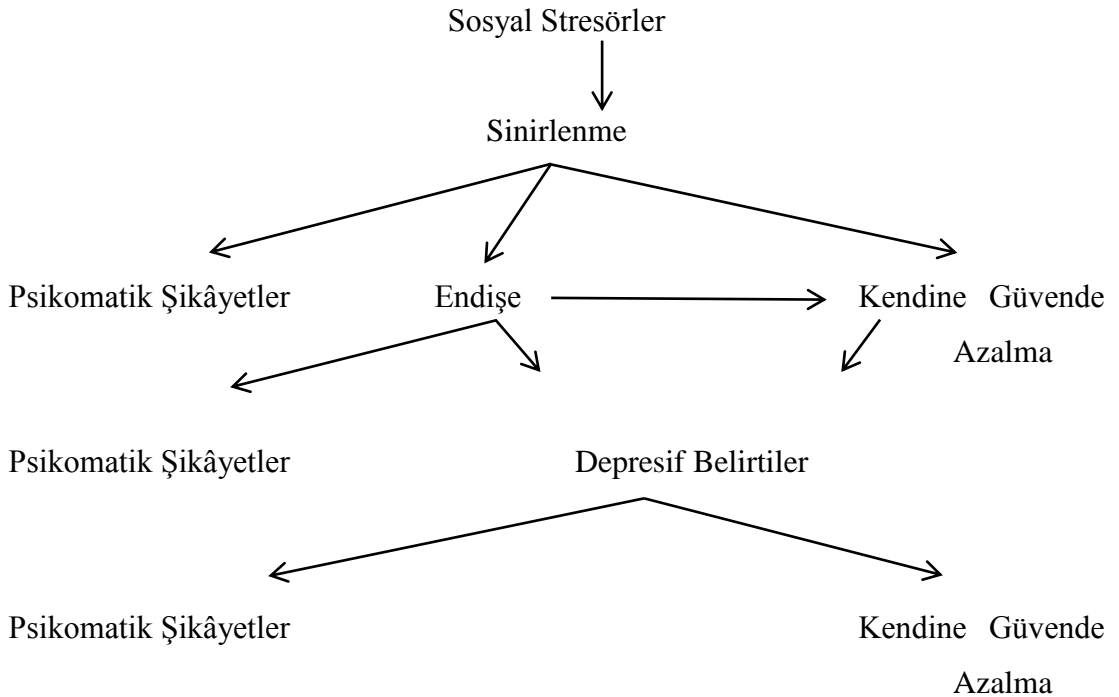 Sosyal Stresörler
Sinirlenme
Psikomatik Şikâyetler Endişe Kendine Güvende
Azalma
Psikomatik Şikâyetler Depresif Belirtiler
Psikomatik Şikâyetler Kendine Güvende
Azalma